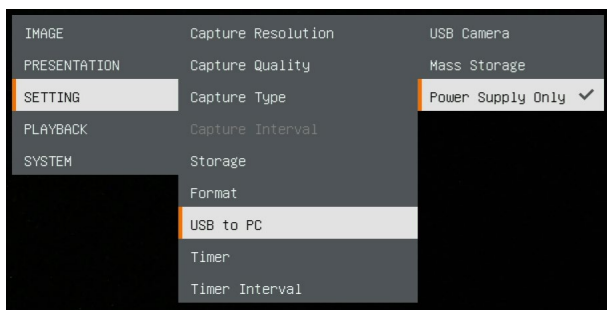 IMAGE
PRESENTATION
SETTING
PLAYBACK
SYSTEM
Capture Resolution
Capture Quality
Capture Type
Capture Interval
Storage
Format
USB to PC
Timer
Timer Interval
USB Camera
Mass Storage
Power Supply Only ✓